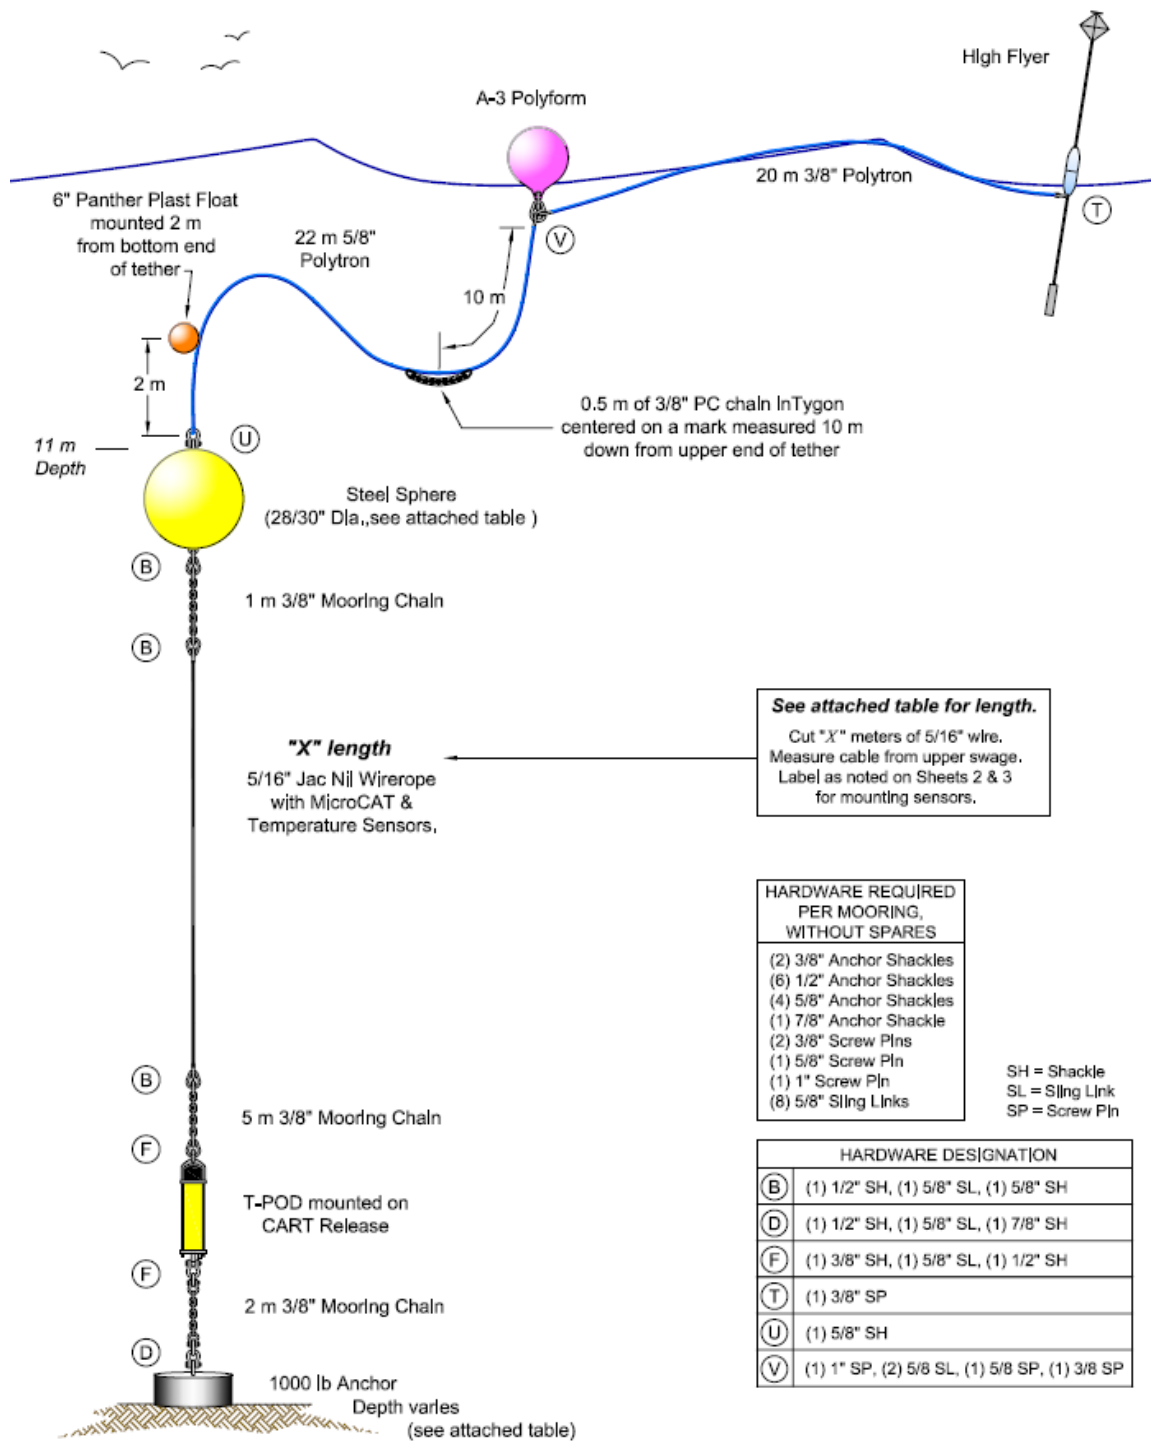 High Flyer
A-3 Polyform
20 m 3/8" Polytron
T
6" Panther Plast Float
mounted 2 m
from bottom end
of tether
22 m 5/8"
Polytron
V
10 m
2 m
0.5 m of 3/8" PC chain inTygon
centered on a mark measured 10 m
down from upper end of tether
U
11 m
Depth
Steel Sphere
(28/30" Dia.,see attached table )
B
1 m 3/8" Mooring Chain
B
"X" length
5/16" Jac Nil Wirerope
with MicroCAT &
Temperature Sensors.
See attached table for length.
Cut "X" meters of 5/16" wire.
Measure cable from upper swage.
Label as noted on Sheets 2 & 3
for mounting sensors.
HARDWARE REQUIRED
PER MOORING,
WITHOUT SPARES
(2) 3/8" Anchor Shackles
(6) 1/2" Anchor Shackles
(4) 5/8" Anchor Shackles
(1) 7/8" Anchor Shackle
(2) 3/8" Screw Pins
(1) 5/8" Screw Pin
(1) 1" Screw Pin
(8) 5/8" Sling Links
SH = Shackle
SL = Sling Link
SP = Screw Pin
B
5 m 3/8" Mooring Chain
F
T-POD mounted on
CART Release
F
2 m 3/8" Mooring Chain
D
1000 lb Anchor
Depth varies
(see attached table)
HARDWARE DESIGNATION
B (1) 1/2" SH, (1) 5/8" SL, (1) 5/8" SH
D (1) 1/2" SH, (1) 5/8" SL, (1) 7/8" SH
F (1) 3/8" SH, (1) 5/8" SL, (1) 1/2" SH
T (1) 3/8" SP
U (1) 5/8" SH
V (1) 1" SP, (2) 5/8 SL, (1) 5/8 SP, (1) 3/8 SP